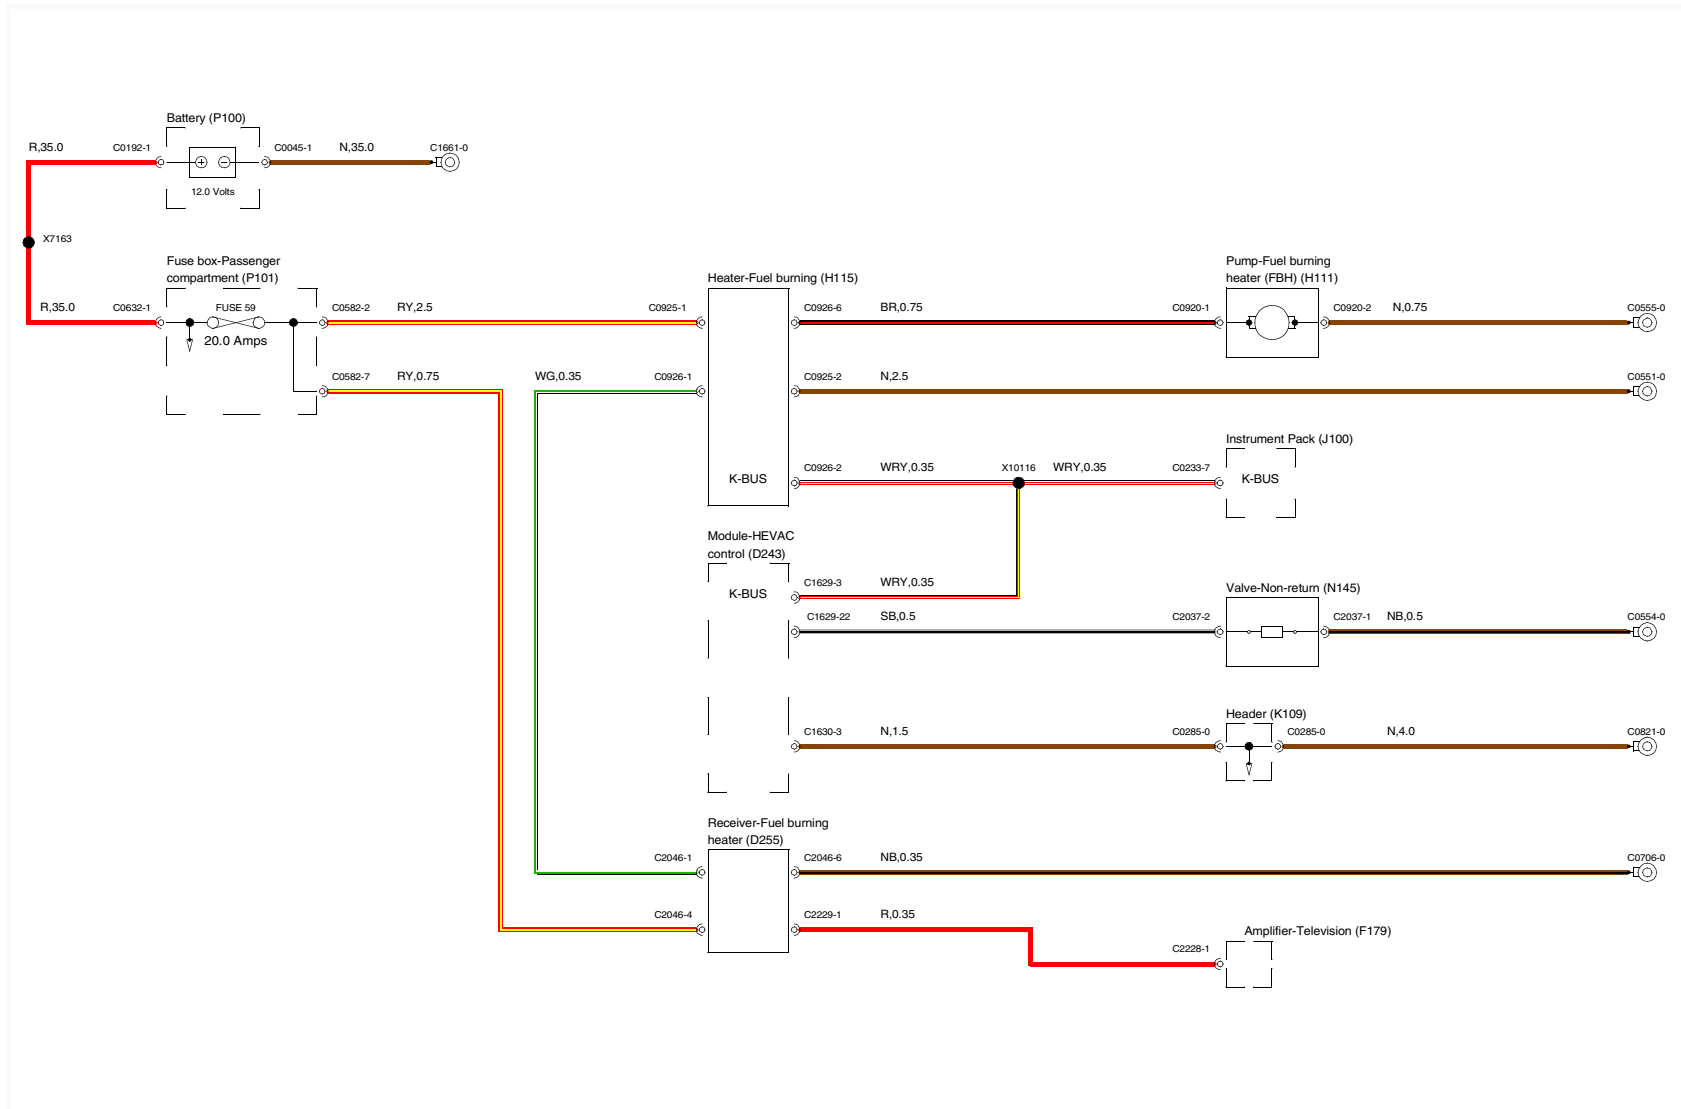 Battery (P100)
R,35.0
C0192-1
C0045-1
N,35.0
C1661-0
12.0 Volts
X7163
Fuse box-Passenger
compartment (P101)
R,35.0
C0632-1
FUSE 59
20.0 Amps
C0582-2
RY,2.5
C0925-1
C0582-7
RY,0.75
WG,0.35
C0926-1
Heater-Fuel burning (H115)
K-BUS
C0926-6
BR,0.75
C0920-1
Pump-Fuel burning
heater (FBH) (H111)
C0920-2
N,0.75
C0555-0
C0925-2
N,2.5
C0551-0
C0926-2
WRY,0.35
X10116
WRY,0.35
C0233-7
Instrument Pack (J100)
K-BUS
Module-HEVAC
control (D243)
K-BUS
C1629-3
WRY,0.35
C1629-22
SB,0.5
C2037-2
Valve-Non-return (N145)
C2037-1
NB,0.5
C0554-0
C1630-3
N,1.5
C0285-0
Header (K109)
C0285-0
N,4.0
C0821-0
Receiver-Fuel burning
heater (D255)
C2046-1
C2046-6
NB,0.35
C0706-0
C2046-4
C2229-1
R,0.35
C2228-1
Amplifier-Television (F179)